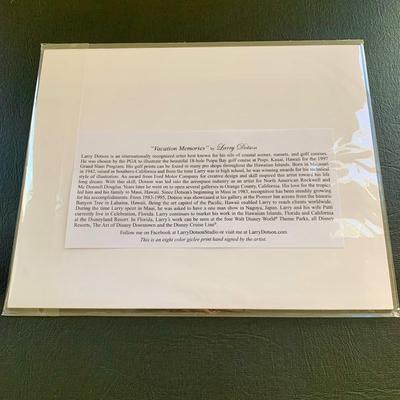 "Vacation Memories" by Larry Dotson
Larry Dotson is an internationally recognized artist best known for his oils of coastal scenes, sunsets, and golf courses.
He was chosen by the PGA to illustrate the beautiful 18-hole Poipu Bay golf course at Poipu, Kauai, Hawaii for the 1997
Grand Slam Program. His golf prints can be found in many pro shops throughout the Hawaiian Islands. Born in Missouri
in 1942, raised in Southern California and from the time Larry was in high school, he was winning awards for his technical
style of illustration. An award from Ford Motor Company for creative design and skill inspired this artist toward his life
long dream. With this skill, Dotson was led into the aerospace industry as an artist for North American Rockwell and
Mc Donnell Douglas. Years later he went on to open several galleries in Orange County, California. His love for the tropics
led him and his family to Maui, Hawaii. Since Dotson's beginning in Maui in 1983, recognition has been steadily growing
for his accomplishments. From 1983-1995, Dotson was showcased at his gallery at the Pioneer Inn across from the historic
Banyan Tree in Lahaina, Hawaii. Being the art capitol of the Pacific, Hawaii enabled Larry to reach clients worldwide.
During the time Larry spent in Maui, he was asked to have a one man show in Nagoya, Japan. Larry and his wife Patti
currently live in Celebration, Florida. Larry continues to market his work in the Hawaiian Islands, Florida and California
at the Disneyland Resort. In Florida, Larry's work can be seen at the four Walt Disney World® Theme Parks, all Disney
Resorts, The Art of Disney Downtown and the Disney Cruise Line®.
Follow me on Facebook at LarryDotsonStudio or visit me at LarryDotson.com
This is an eight color giclee print hand signed by the artist.